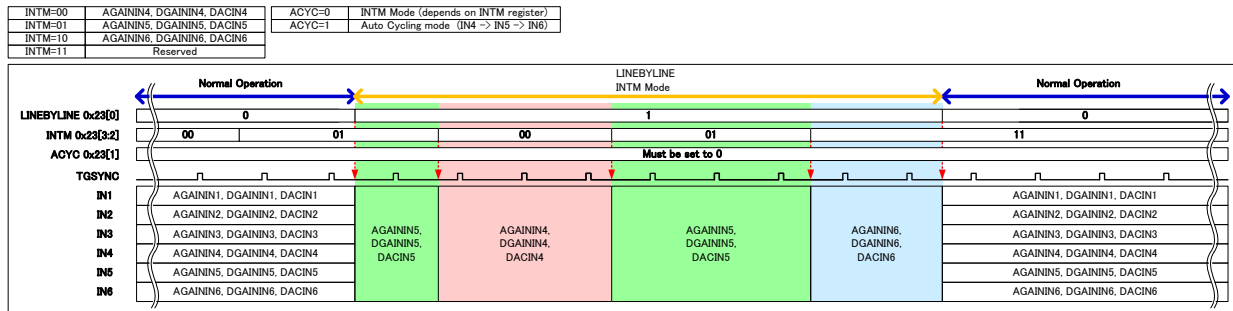 INTM=00 AGAININ4, DGAININ4, DACIN4
INTM=01 AGAININ5, DGAININ5, DACIN5
INTM=10 AGAININ6, DGAININ6, DACIN6
INTM=11 Reserved
ACYC=0 INTM Mode (depends on INTM register)
ACYC=1 Auto Cycling mode (IN4 -> IN5 -> IN6)
Normal Operation
LINEBYLINE
INTM Mode
Normal Operation
LINEBYLINE 0x23[0] 0 1 0
INTM 0x23[3:2] 00 01 00 01 11
ACYC 0x23[1] Must be set to 0
TGSYNC
IN1 AGAININ1, DGAININ1, DACIN1 AGAININ1, DGAININ1, DACIN1
IN2 AGAININ2, DGAININ2, DACIN2 AGAININ2, DGAININ2, DACIN2
IN3 AGAININ3, DGAININ3, DACIN3 AGAININ3, DGAININ3, DACIN3
IN4 AGAININ4, DGAININ4, DACIN4 AGAININ4, DGAININ4, DACIN4
IN5 AGAININ5, DGAININ5, DACIN5 AGAININ5, DGAININ5, DACIN5
IN6 AGAININ6, DGAININ6, DACIN6 AGAININ6, DGAININ6, DACIN6
AGAININ5,
DGAININ5,
DACIN5
AGAININ4,
DGAININ4,
DACIN4
AGAININ5,
DGAININ5,
DACIN5
AGAININ6,
DGAININ6,
DACIN6